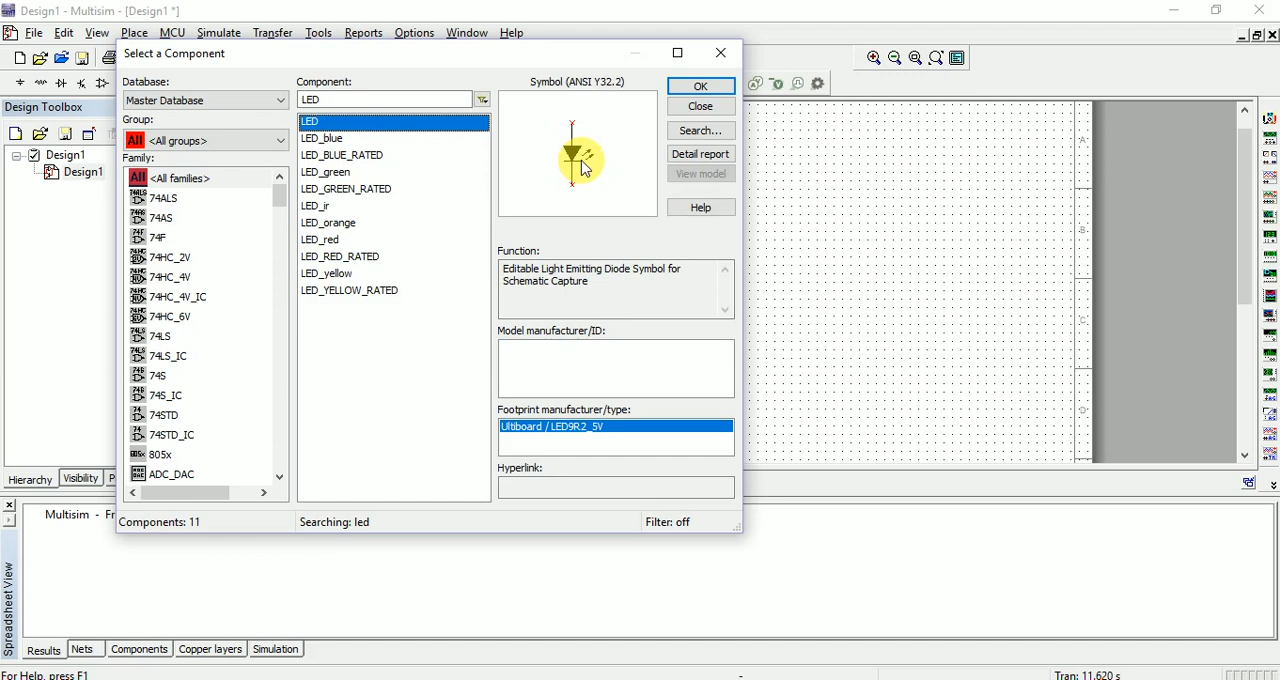 Design1 - Multisim - [Design1 *]
File Edit View Place MCU Simulate Transfer Tools Reports Options Window Help
Select a Component
Database:
Master Database
Group:
All <All groups>
Family:
All <All families>
74ALS
74AS
74F
74HC_2V
74HC_4V
74HC_4V_IC
74HC_6V
74LS
74LS_IC
74S
74S_IC
74STD
74STD_IC
805x
ADC_DAC
Component:
LED
LED
LED_blue
LED_BLUE_RATED
LED_green
LED_GREEN_RATED
LED_ir
LED_orange
LED_red
LED_RED_RATED
LED_yellow
LED_YELLOW_RATED
Symbol (ANSI Y32.2)
OK
Close
Search...
Detail report
View model
Help
Function:
Editable Light Emitting Diode Symbol for
Schematic Capture
Model manufacturer/ID:
Footprint manufacturer/type:
Ultiboard / LED9R2_5V
Hyperlink:
Components: 11
Searching: led
Filter: off
Design Toolbox
Design1
Design1
Hierarchy Visibility P
A
B
C
D
Multisim - Fr
Spreadsheet View
Results Nets Components Copper layers Simulation
For Help, press F1
-
Tran: 11.620 s